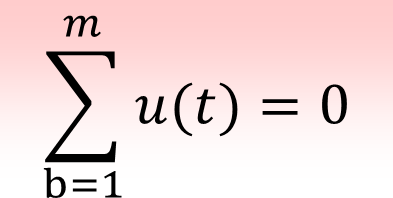 m
∑ u(t) = 0
b=1